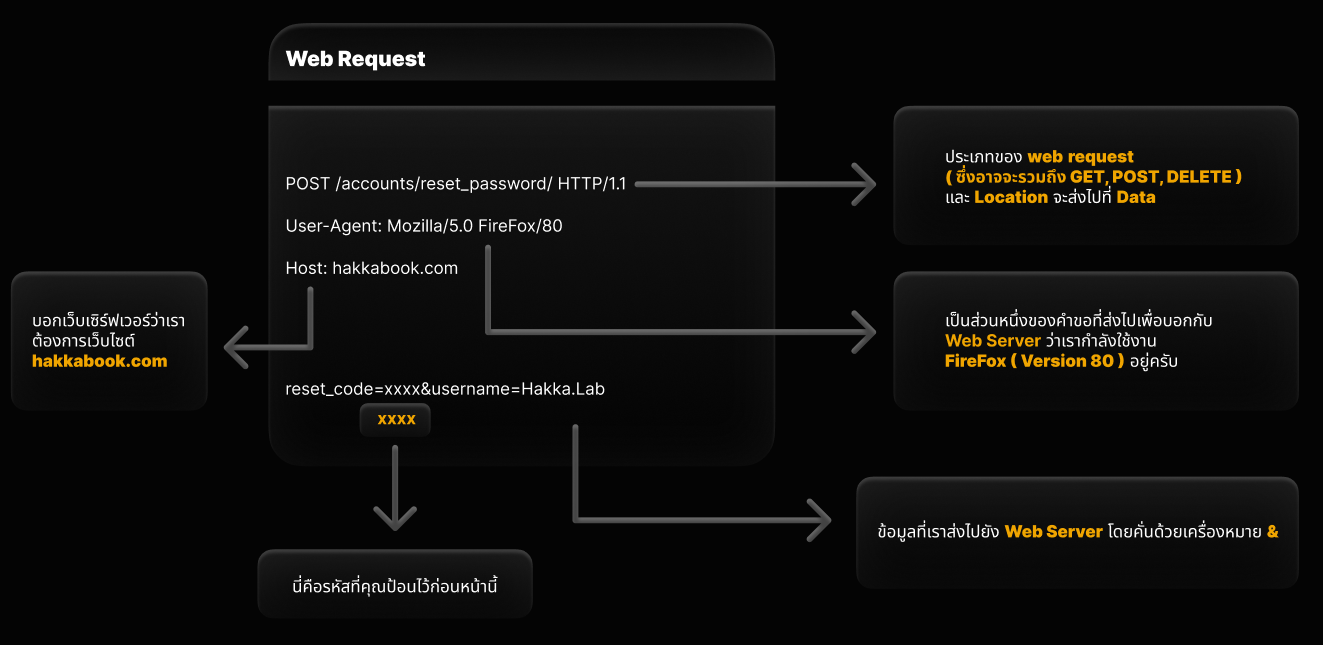 Web Request
POST /accounts/reset_password/ HTTP/1.1
User-Agent: Mozilla/5.0 FireFox/80
Host: hakkabook.com
reset_code=xxxx&username=Hakka.Lab
xxxx
ประเภทของ web request
( ซึ่งอาจจะรวมถึง GET, POST, DELETE )
และ Location จะส่งไปที่ Data
บอกเว็บเซิร์ฟเวอร์ว่าเรา
ต้องการเว็บไซต์
hakkabook.com
เป็นส่วนหนึ่งของคำขอที่ส่งไปเพื่อบอกกับ
Web Server ว่าเรากำลังใช้งาน
FireFox ( Version 80 ) อยู่ครับ
ข้อมูลที่เราส่งไปยัง Web Server โดยคั่นด้วยเครื่องหมาย &
นี่คือรหัสที่คุณป้อนไว้ก่อนหน้านี้